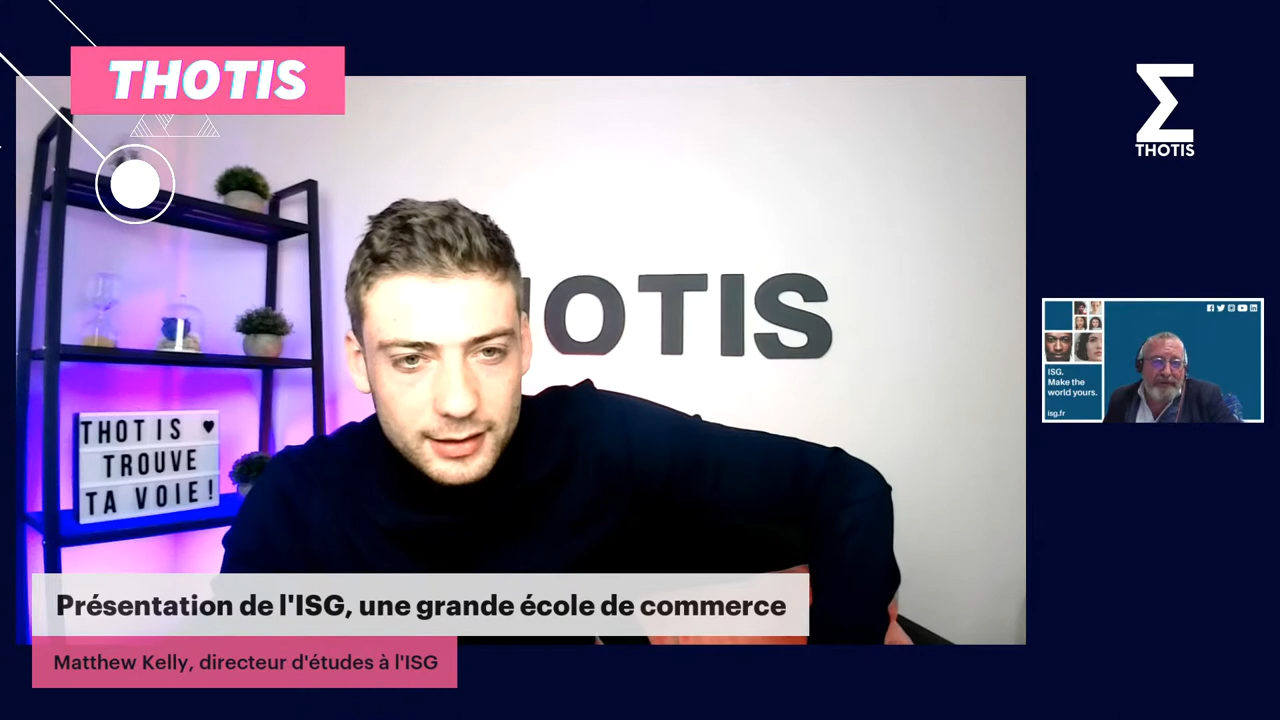 THOTIS
THOTIS
HOTIS
THOTIS ♥
TROUVE
TA VOIE!
ISG.
Make the
world yours.
isg.fr
Présentation de l'ISG, une grande école de commerce
Matthew Kelly, directeur d'études à l'ISG